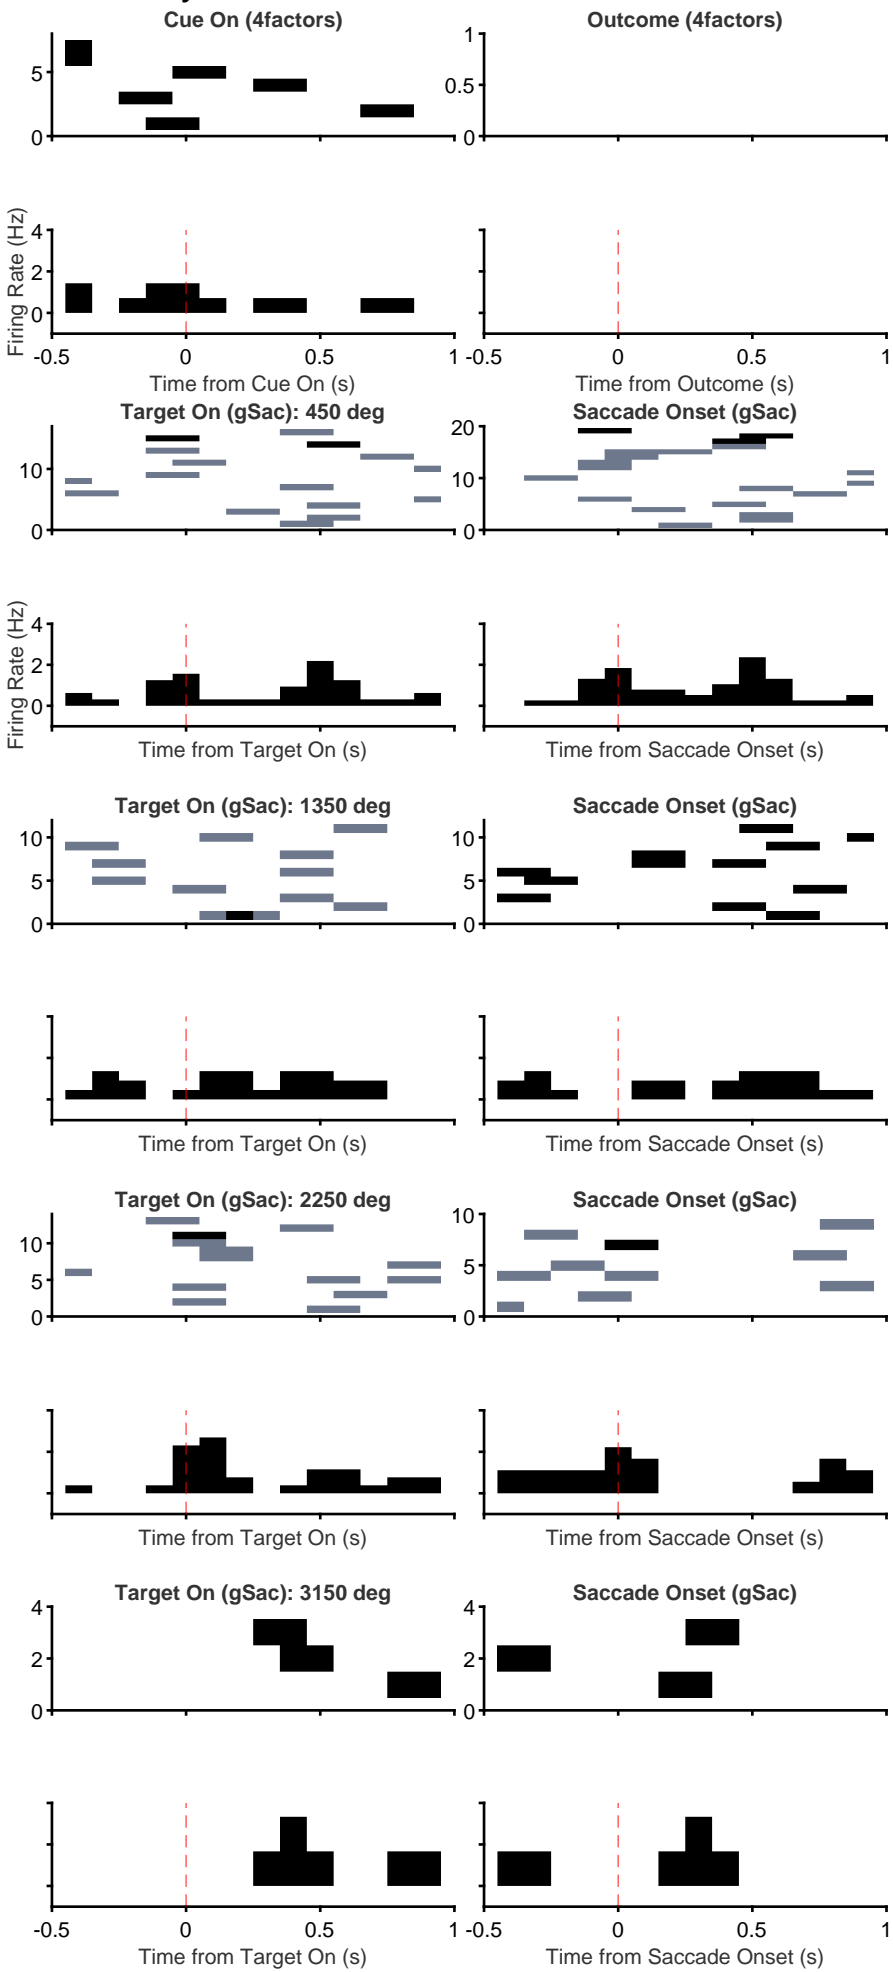 Cue On (4factors)
Outcome (4factors)
5
0
1
0.5
0
Firing Rate (Hz)
4
2
0
-0.5 0 0.5 1
-0.5 0 0.5 1
Time from Cue On (s)
Time from Outcome (s)
Target On (gSac): 450 deg
Saccade Onset (gSac)
10
0
20
10
0
Firing Rate (Hz)
4
2
0
Time from Target On (s)
Time from Saccade Onset (s)
Target On (gSac): 1350 deg
Saccade Onset (gSac)
10
5
0
10
5
0
Time from Target On (s)
Time from Saccade Onset (s)
Target On (gSac): 2250 deg
Saccade Onset (gSac)
10
5
0
10
5
0
Time from Target On (s)
Time from Saccade Onset (s)
Target On (gSac): 3150 deg
Saccade Onset (gSac)
4
2
0
4
2
0
-0.5 0 0.5 1
-0.5 0 0.5 1
Time from Target On (s)
Time from Saccade Onset (s)